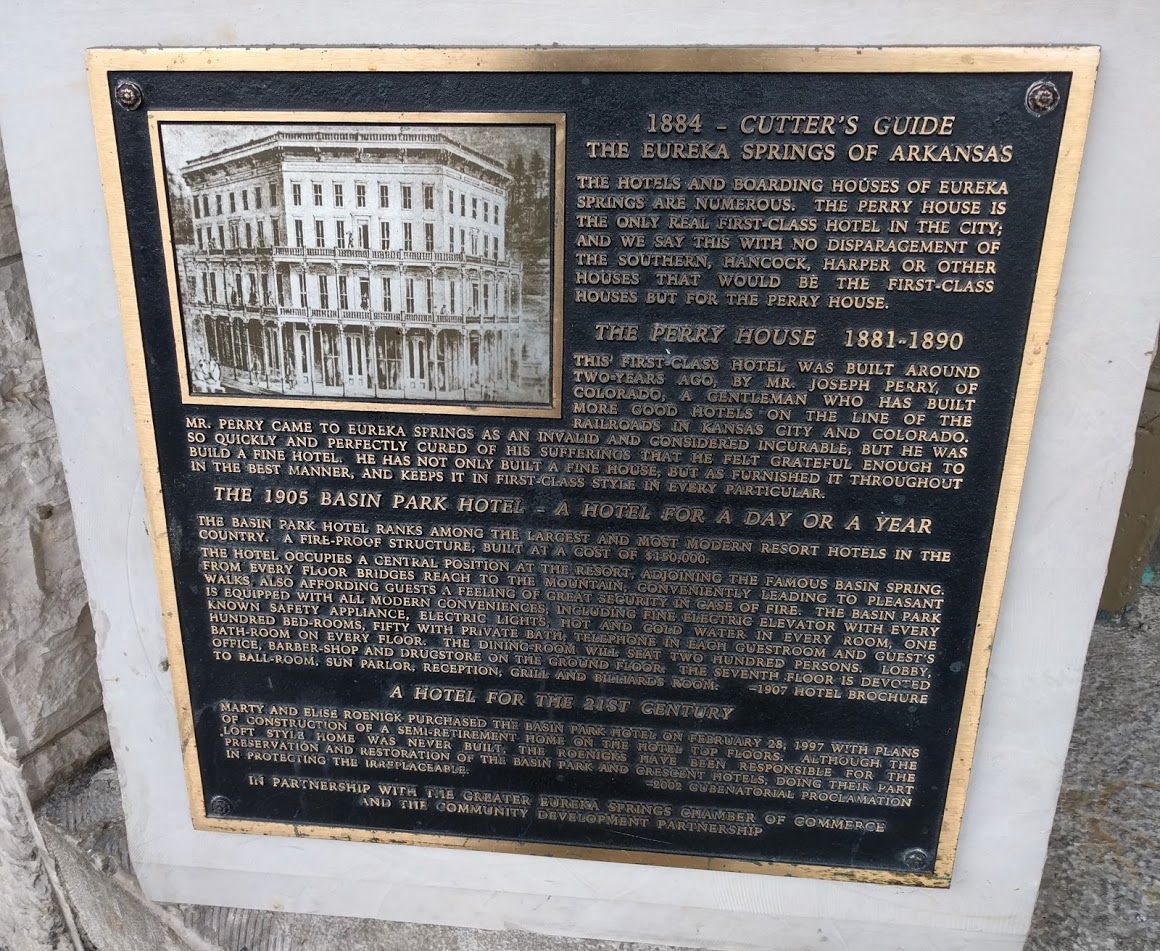 1884 - CUTTER'S GUIDE
THE EUREKA SPRINGS OF ARKANSAS
THE HOTELS AND BOARDING HOUSES OF EUREKA
SPRINGS ARE NUMEROUS. THE PERRY HOUSE IS
THE ONLY REAL FIRST-CLASS HOTEL IN THE CITY;
AND WE SAY THIS WITH NO DISPARAGEMENT OF
THE SOUTHERN, HANCOCK, HARPER OR OTHER
HOUSES THAT WOULD BE THE FIRST-CLASS
HOUSES BUT FOR THE PERRY HOUSE.
THE PERRY HOUSE 1881-1890
THIS FIRST-CLASS HOTEL WAS BUILT AROUND
TWO-YEARS AGO, BY MR. JOSEPH PERRY, OF
COLORADO, A GENTLEMAN WHO HAS BUILT
MORE GOOD HOTELS ON THE LINE OF THE
RAILROADS IN KANSAS CITY AND COLORADO.
MR. PERRY CAME TO EUREKA SPRINGS AS AN INVALID AND CONSIDERED INCURABLE, BUT HE WAS
SO QUICKLY AND PERFECTLY CURED OF HIS SUFFERINGS THAT HE FELT GRATEFUL ENOUGH TO
BUILD A FINE HOTEL. HE HAS NOT ONLY BUILT A FINE HOUSE, BUT AS FURNISHED IT THROUGHOUT
IN THE BEST MANNER, AND KEEPS IT IN FIRST-CLASS STYLE IN EVERY PARTICULAR.
THE 1905 BASIN PARK HOTEL - A HOTEL FOR A DAY OR A YEAR
THE BASIN PARK HOTEL RANKS AMONG THE LARGEST AND MOST MODERN RESORT HOTELS IN THE
COUNTRY. A FIRE-PROOF STRUCTURE, BUILT AT A COST OF $150,000.
THE HOTEL OCCUPIES A CENTRAL POSITION AT THE RESORT, ADJOINING THE FAMOUS BASIN SPRING.
FROM EVERY FLOOR BRIDGES REACH TO THE MOUNTAIN, CONVENIENTLY LEADING TO PLEASANT
WALKS, ALSO AFFORDING GUESTS A FEELING OF GREAT SECURITY IN CASE OF FIRE. THE BASIN PARK
IS EQUIPPED WITH ALL MODERN CONVENIENCES, INCLUDING FINE ELECTRIC ELEVATOR WITH EVERY
KNOWN SAFETY APPLIANCE, ELECTRIC LIGHTS, HOT AND COLD WATER IN EVERY ROOM, ONE
HUNDRED BED-ROOMS, FIFTY WITH PRIVATE BATH, TELEPHONE IN EACH GUESTROOM AND GUEST'S
BATH-ROOM ON EVERY FLOOR. THE DINING-ROOM WILL SEAT TWO HUNDRED PERSONS. LOBBY,
OFFICE, BARBER-SHOP AND DRUGSTORE ON THE GROUND FLOOR. THE SEVENTH FLOOR IS DEVOTED
TO BALL-ROOM, SUN PARLOR, RECEPTION, GRILL AND BILLIARDS ROOM. -1907 HOTEL BROCHURE
A HOTEL FOR THE 21ST CENTURY
MARTY AND ELISE ROENIGK PURCHASED THE BASIN PARK HOTEL ON FEBRUARY 28, 1997 WITH PLANS
OF CONSTRUCTION OF A SEMI-RETIREMENT HOME ON THE HOTEL TOP FLOORS. ALTHOUGH THE
LOFT STYLE HOME WAS NEVER BUILT, THE ROENIGKS HAVE BEEN RESPONSIBLE FOR THE
PRESERVATION AND RESTORATION OF THE BASIN PARK AND CRESCENT HOTELS, DOING THEIR PART
IN PROTECTING THE IRREPLACEABLE. -2002 GUBENATORIAL PROCLAMATION
IN PARTNERSHIP WITH THE GREATER EUREKA SPRINGS CHAMBER OF COMMERCE
AND THE COMMUNITY DEVELOPMENT PARTNERSHIP